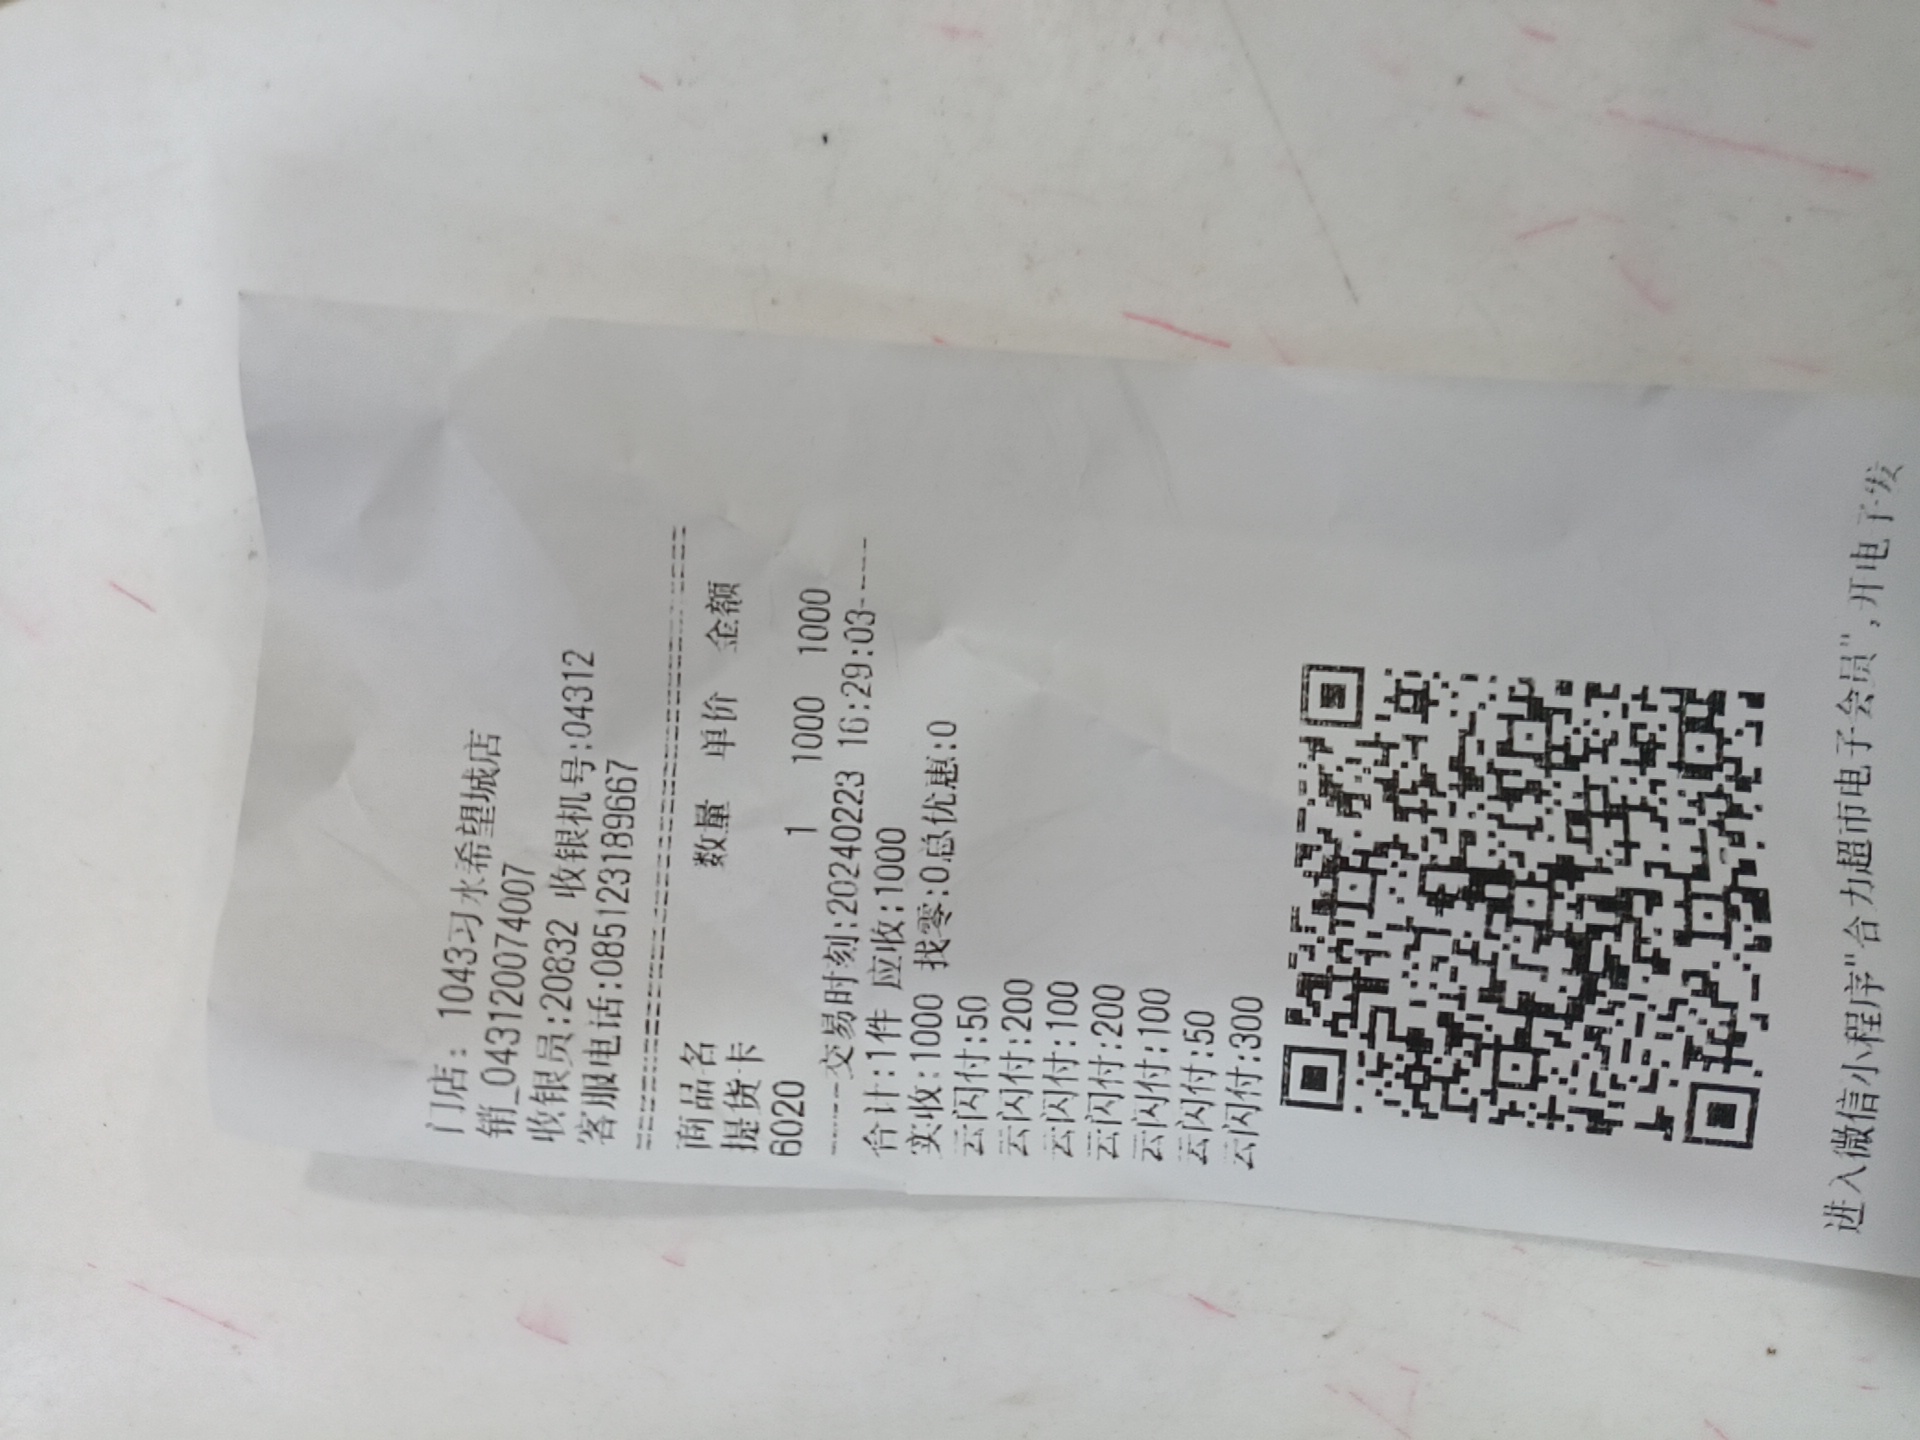 门店: 1043习水希望城店
销_043120074007
收银员:20832 收银机号:04312
客服电话:085123189667
商品名 数量 单价 金额
提货卡
6020 1 1000 1000
-----交易时刻:20240223 16:29:03----
合计:1件 应收:1000
实收:1000 找零:0总优惠:0
云闪付:50
云闪付:200
云闪付:100
云闪付:200
云闪付:100
云闪付:50
云闪付:300
进入微信小程序"合力超市电子会员",开电子发